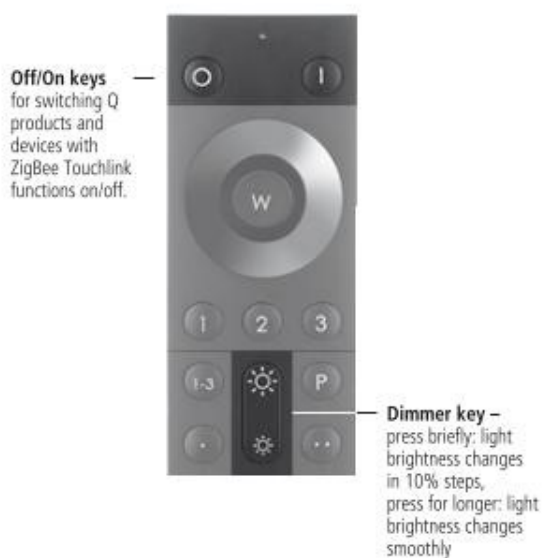 Off/On keys
for switching Q
products and
devices with
ZigBee Touchlink
functions on/off.
W
1 2 3
1-3 P
Dimmer key –
press briefly: light
brightness changes
in 10% steps,
press for longer: light
brightness changes
smoothly